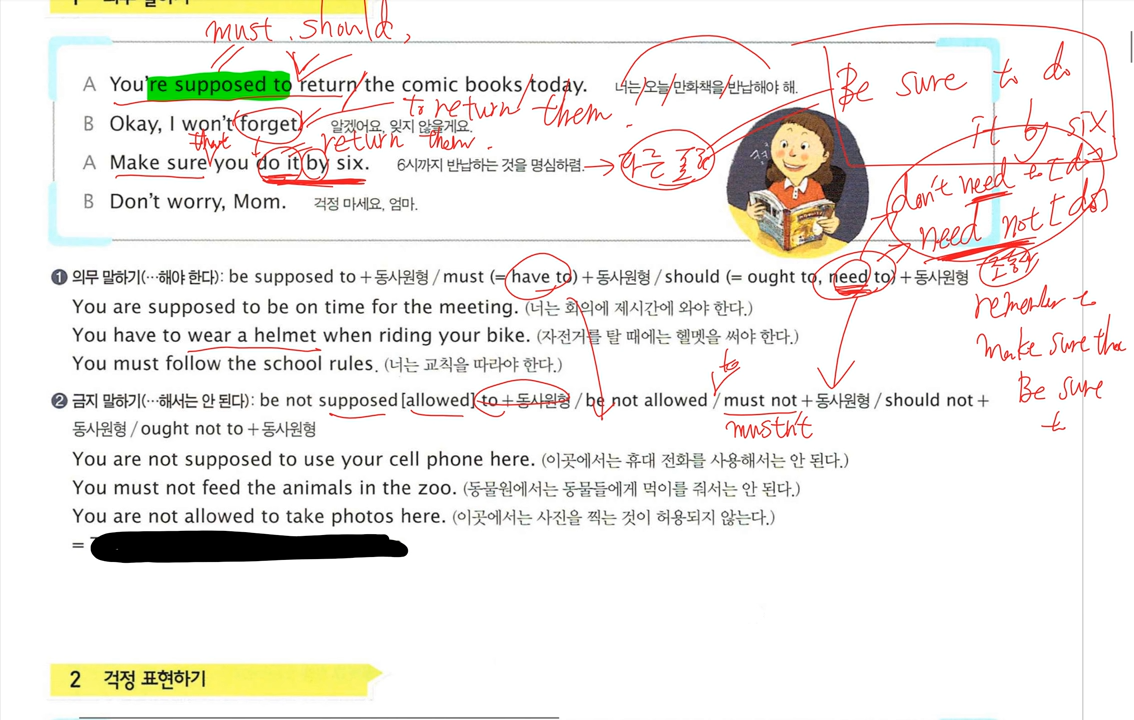 must, should,
A You're supposed to return the comic books today. 너는/오늘/만화책을/반납해야 해.
Be sure to do it by six
to return them.
B Okay, I won't forget. 알겠어요, 잊지 않을게요.
that
return them.
A Make sure you do it by six. 6시까지 반납하는 것을 명심하렴. → 다른 표현
B Don't worry, Mom. 걱정 마세요, 엄마.
don't need to [do]
need not [do]
❶ 의무 말하기(…해야 한다): be supposed to+동사원형 / must (= have to)+동사원형 / should (= ought to, need to)+동사원형
조동사
You are supposed to be on time for the meeting. (너는 회의에 제시간에 와야 한다.)
You have to wear a helmet when riding your bike. (자전거를 탈 때에는 헬멧을 써야 한다.)
You must follow the school rules. (너는 교칙을 따라야 한다.)
remember to
make sure tha
Be sure
to
to
❷ 금지 말하기(…해서는 안 된다): be not supposed [allowed] to+동사원형 / be not allowed / must not+동사원형 / should not+
동사원형 / ought not to+동사원형
mustn't
You are not supposed to use your cell phone here. (이곳에서는 휴대 전화를 사용해서는 안 된다.)
You must not feed the animals in the zoo. (동물원에서는 동물들에게 먹이를 줘서는 안 된다.)
You are not allowed to take photos here. (이곳에서는 사진을 찍는 것이 허용되지 않는다.)
=
2 걱정 표현하기